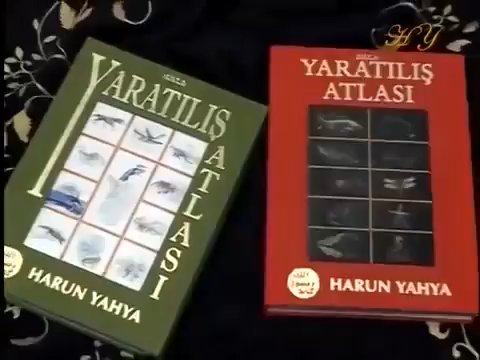 HY
YARATILIŞ
ATLASI
HARUN YAHYA
YARATILIŞ
ATLASI
HARUN YAHYA